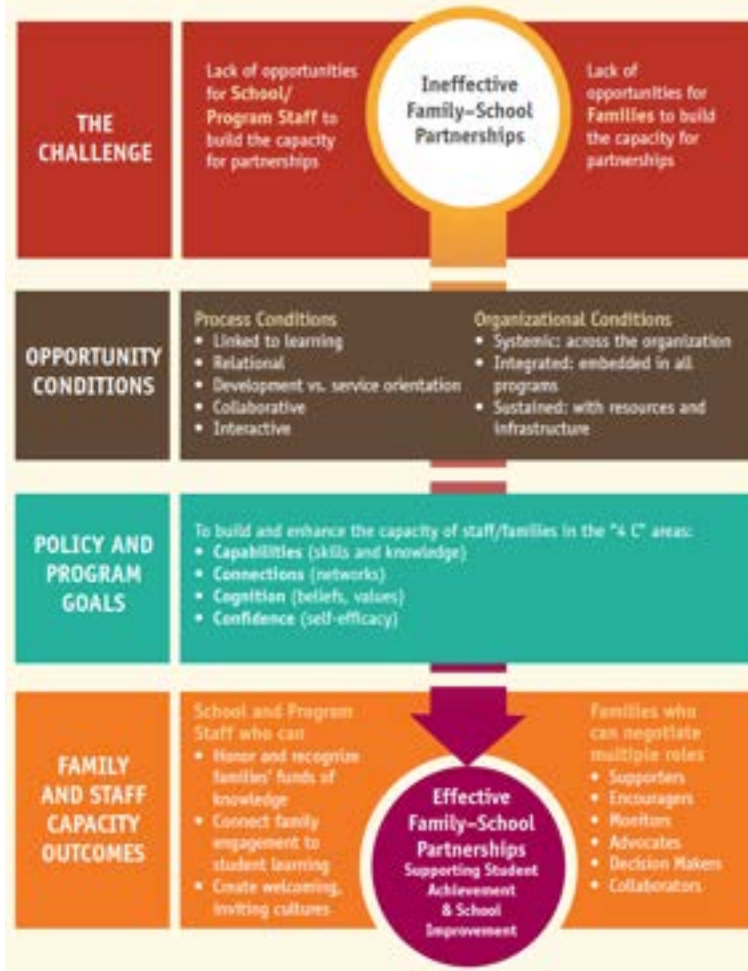 THE
CHALLENGE
Lack of opportunities
for School/
Program Staff to
build the capacity
for partnerships
Ineffective
Family–School
Partnerships
Lack of
opportunities for
Families to build
the capacity for
partnerships
OPPORTUNITY
CONDITIONS
Process Conditions
• Linked to learning
• Relational
• Development vs. service orientation
• Collaborative
• Interactive
Organizational Conditions
• Systemic: across the organization
• Integrated: embedded in all
programs
• Sustained: with resources and
infrastructure
POLICY AND
PROGRAM
GOALS
To build and enhance the capacity of staff/families in the "4 C" areas:
• Capabilities (skills and knowledge)
• Connections (networks)
• Cognition (beliefs, values)
• Confidence (self-efficacy)
FAMILY
AND STAFF
CAPACITY
OUTCOMES
School and Program
Staff who can
• Honor and recognize
families' funds of
knowledge
• Connect family
engagement to
student learning
• Create welcoming,
inviting cultures
Effective
Family–School
Partnerships
Supporting Student
Achievement
& School
Improvement
Families who
can negotiate
multiple roles
• Supporters
• Encouragers
• Monitors
• Advocates
• Decision Makers
• Collaborators